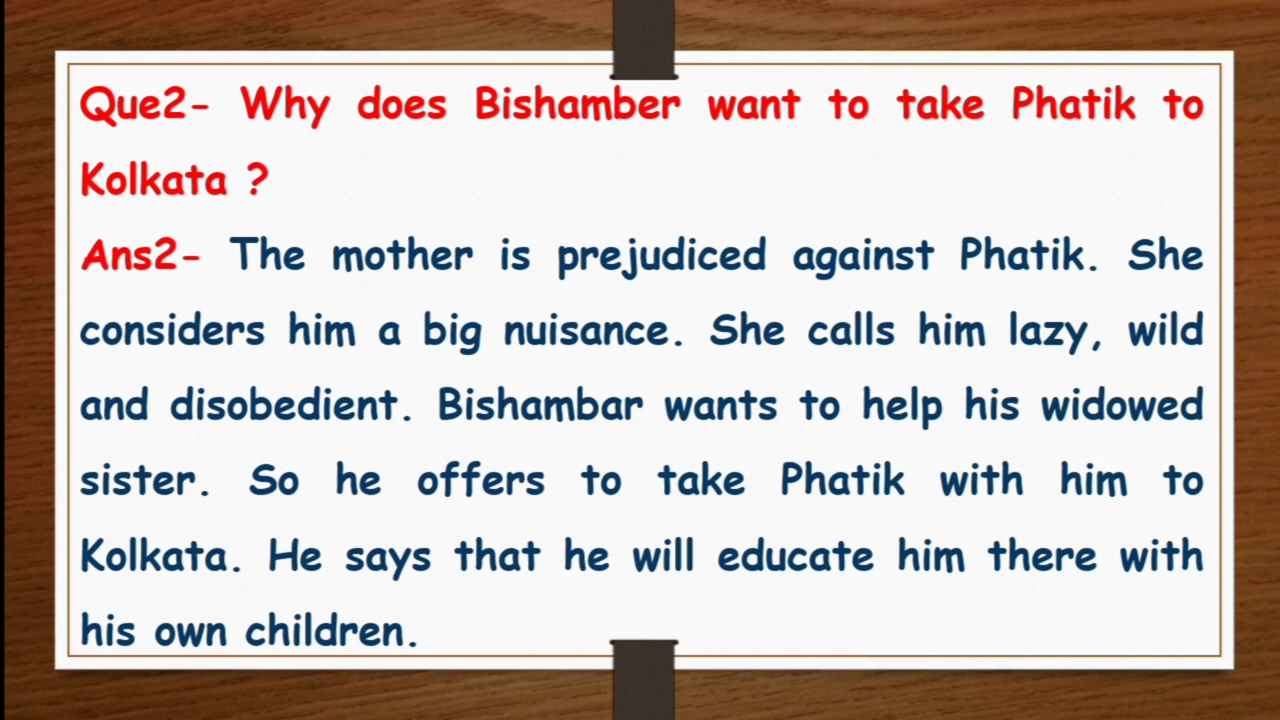 Que2- Why does Bishamber want to take Phatik to
Kolkata ?
Ans2- The mother is prejudiced against Phatik. She
considers him a big nuisance. She calls him lazy, wild
and disobedient. Bishambar wants to help his widowed
sister. So he offers to take Phatik with him to
Kolkata. He says that he will educate him there with
his own children.